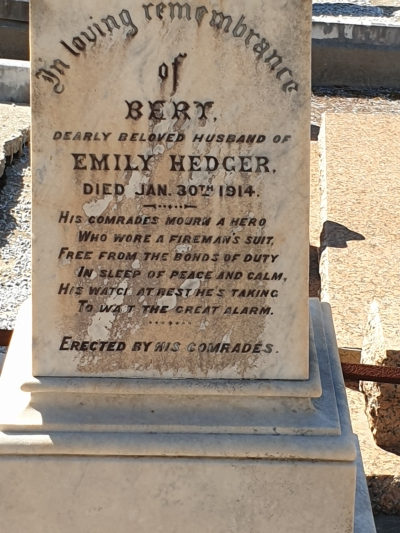 In loving remembrance
of
BERT,
DEARLY BELOVED HUSBAND OF
EMILY HEDGER,
DIED JAN. 30TH 1914.
HIS COMRADES MOURN A HERO
WHO WORE A FIREMAN'S SUIT,
FREE FROM THE BONDS OF DUTY
IN SLEEP OF PEACE AND CALM,
HIS WATCH AT REST HE'S TAKING
TO WAIT THE GREAT ALARM.
ERECTED BY HIS COMRADES.